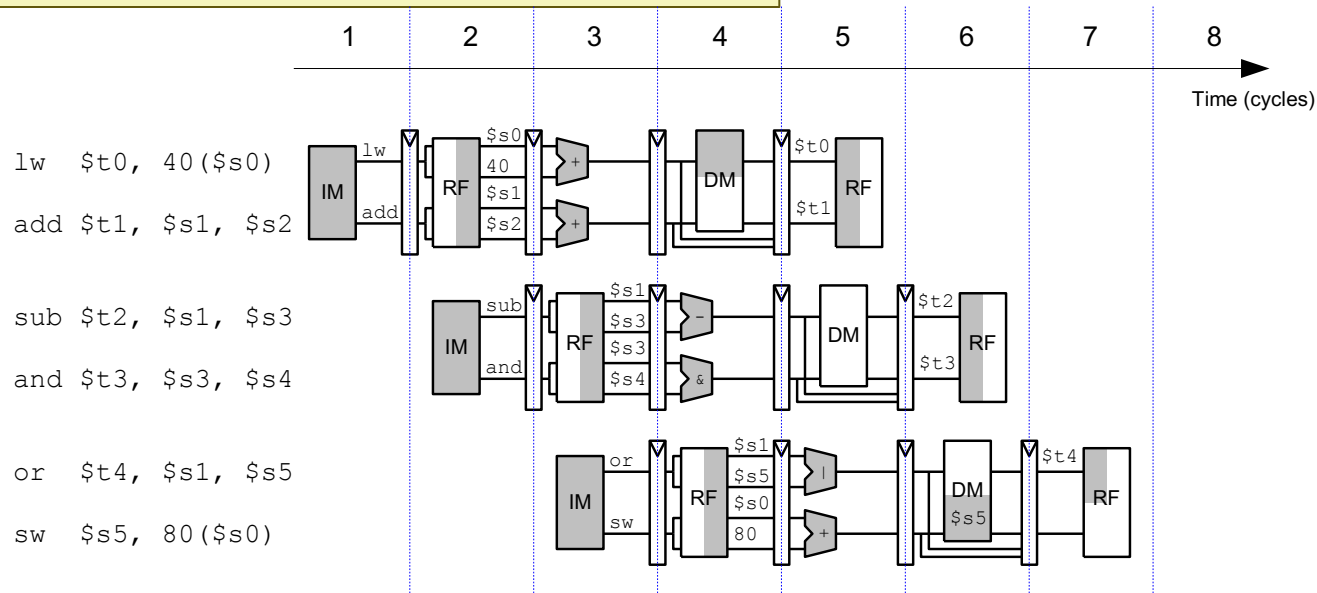 1 2 3 4 5 6 7 8
Time (cycles)
lw $t0, 40($s0)
IM lw RF $s0 40 + DM $t0 RF
add $t1, $s1, $s2
add $s1 $s2 + $t1
sub $t2, $s1, $s3
IM sub RF $s1 $s3 - DM $t2 RF
and $t3, $s3, $s4
and $s3 $s4 & $t3
or $t4, $s1, $s5
IM or RF $s1 $s5 | DM $t4 RF
sw $s5, 80($s0)
sw $s0 80 + $s5